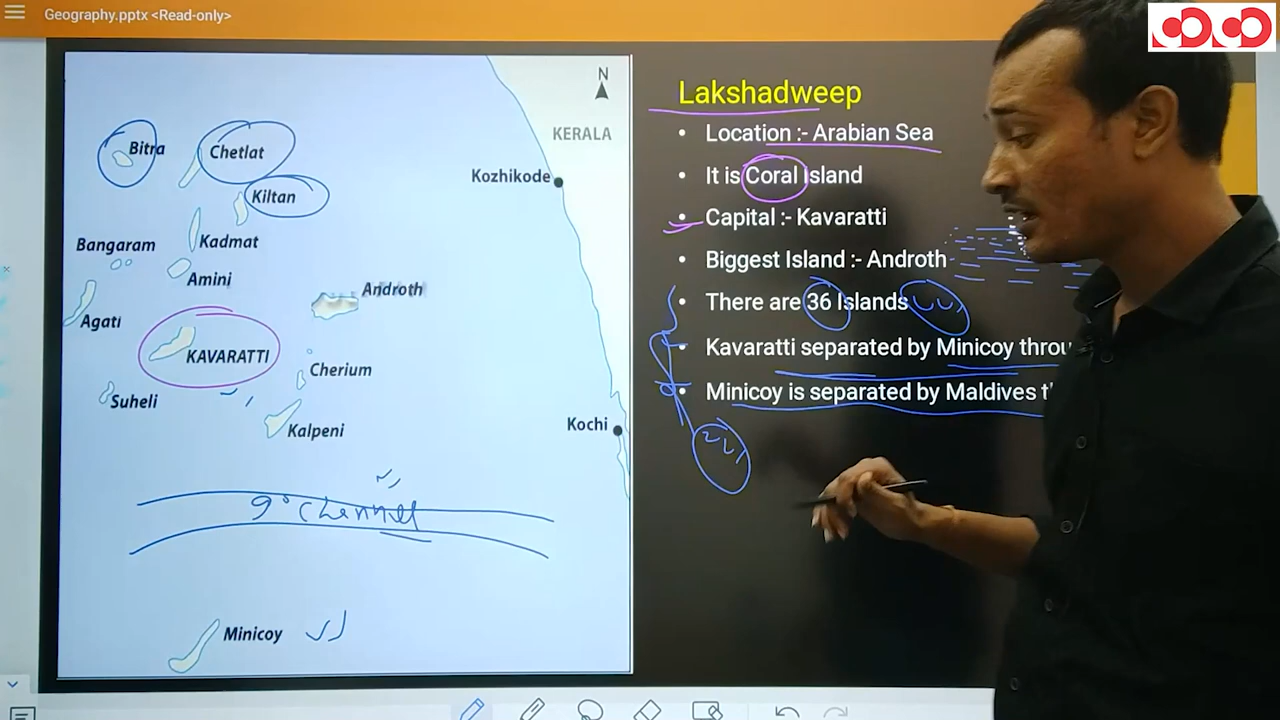 Geography.pptx <Read-only>
N
KERALA
Bitra
Chetlat
Kozhikode
Kiltan
Bangaram
Kadmat
Amini
Androth
Agati
KAVARATTI
Cherium
Suheli
Kalpeni
Kochi
9° Channel
Minicoy
Lakshadweep
• Location :- Arabian Sea
• It is Coral Island
• Capital :- Kavaratti
• Biggest Island :- Androth
• There are 36 Islands
• Kavaratti separated by Minicoy throu
• Minicoy is separated by Maldives t